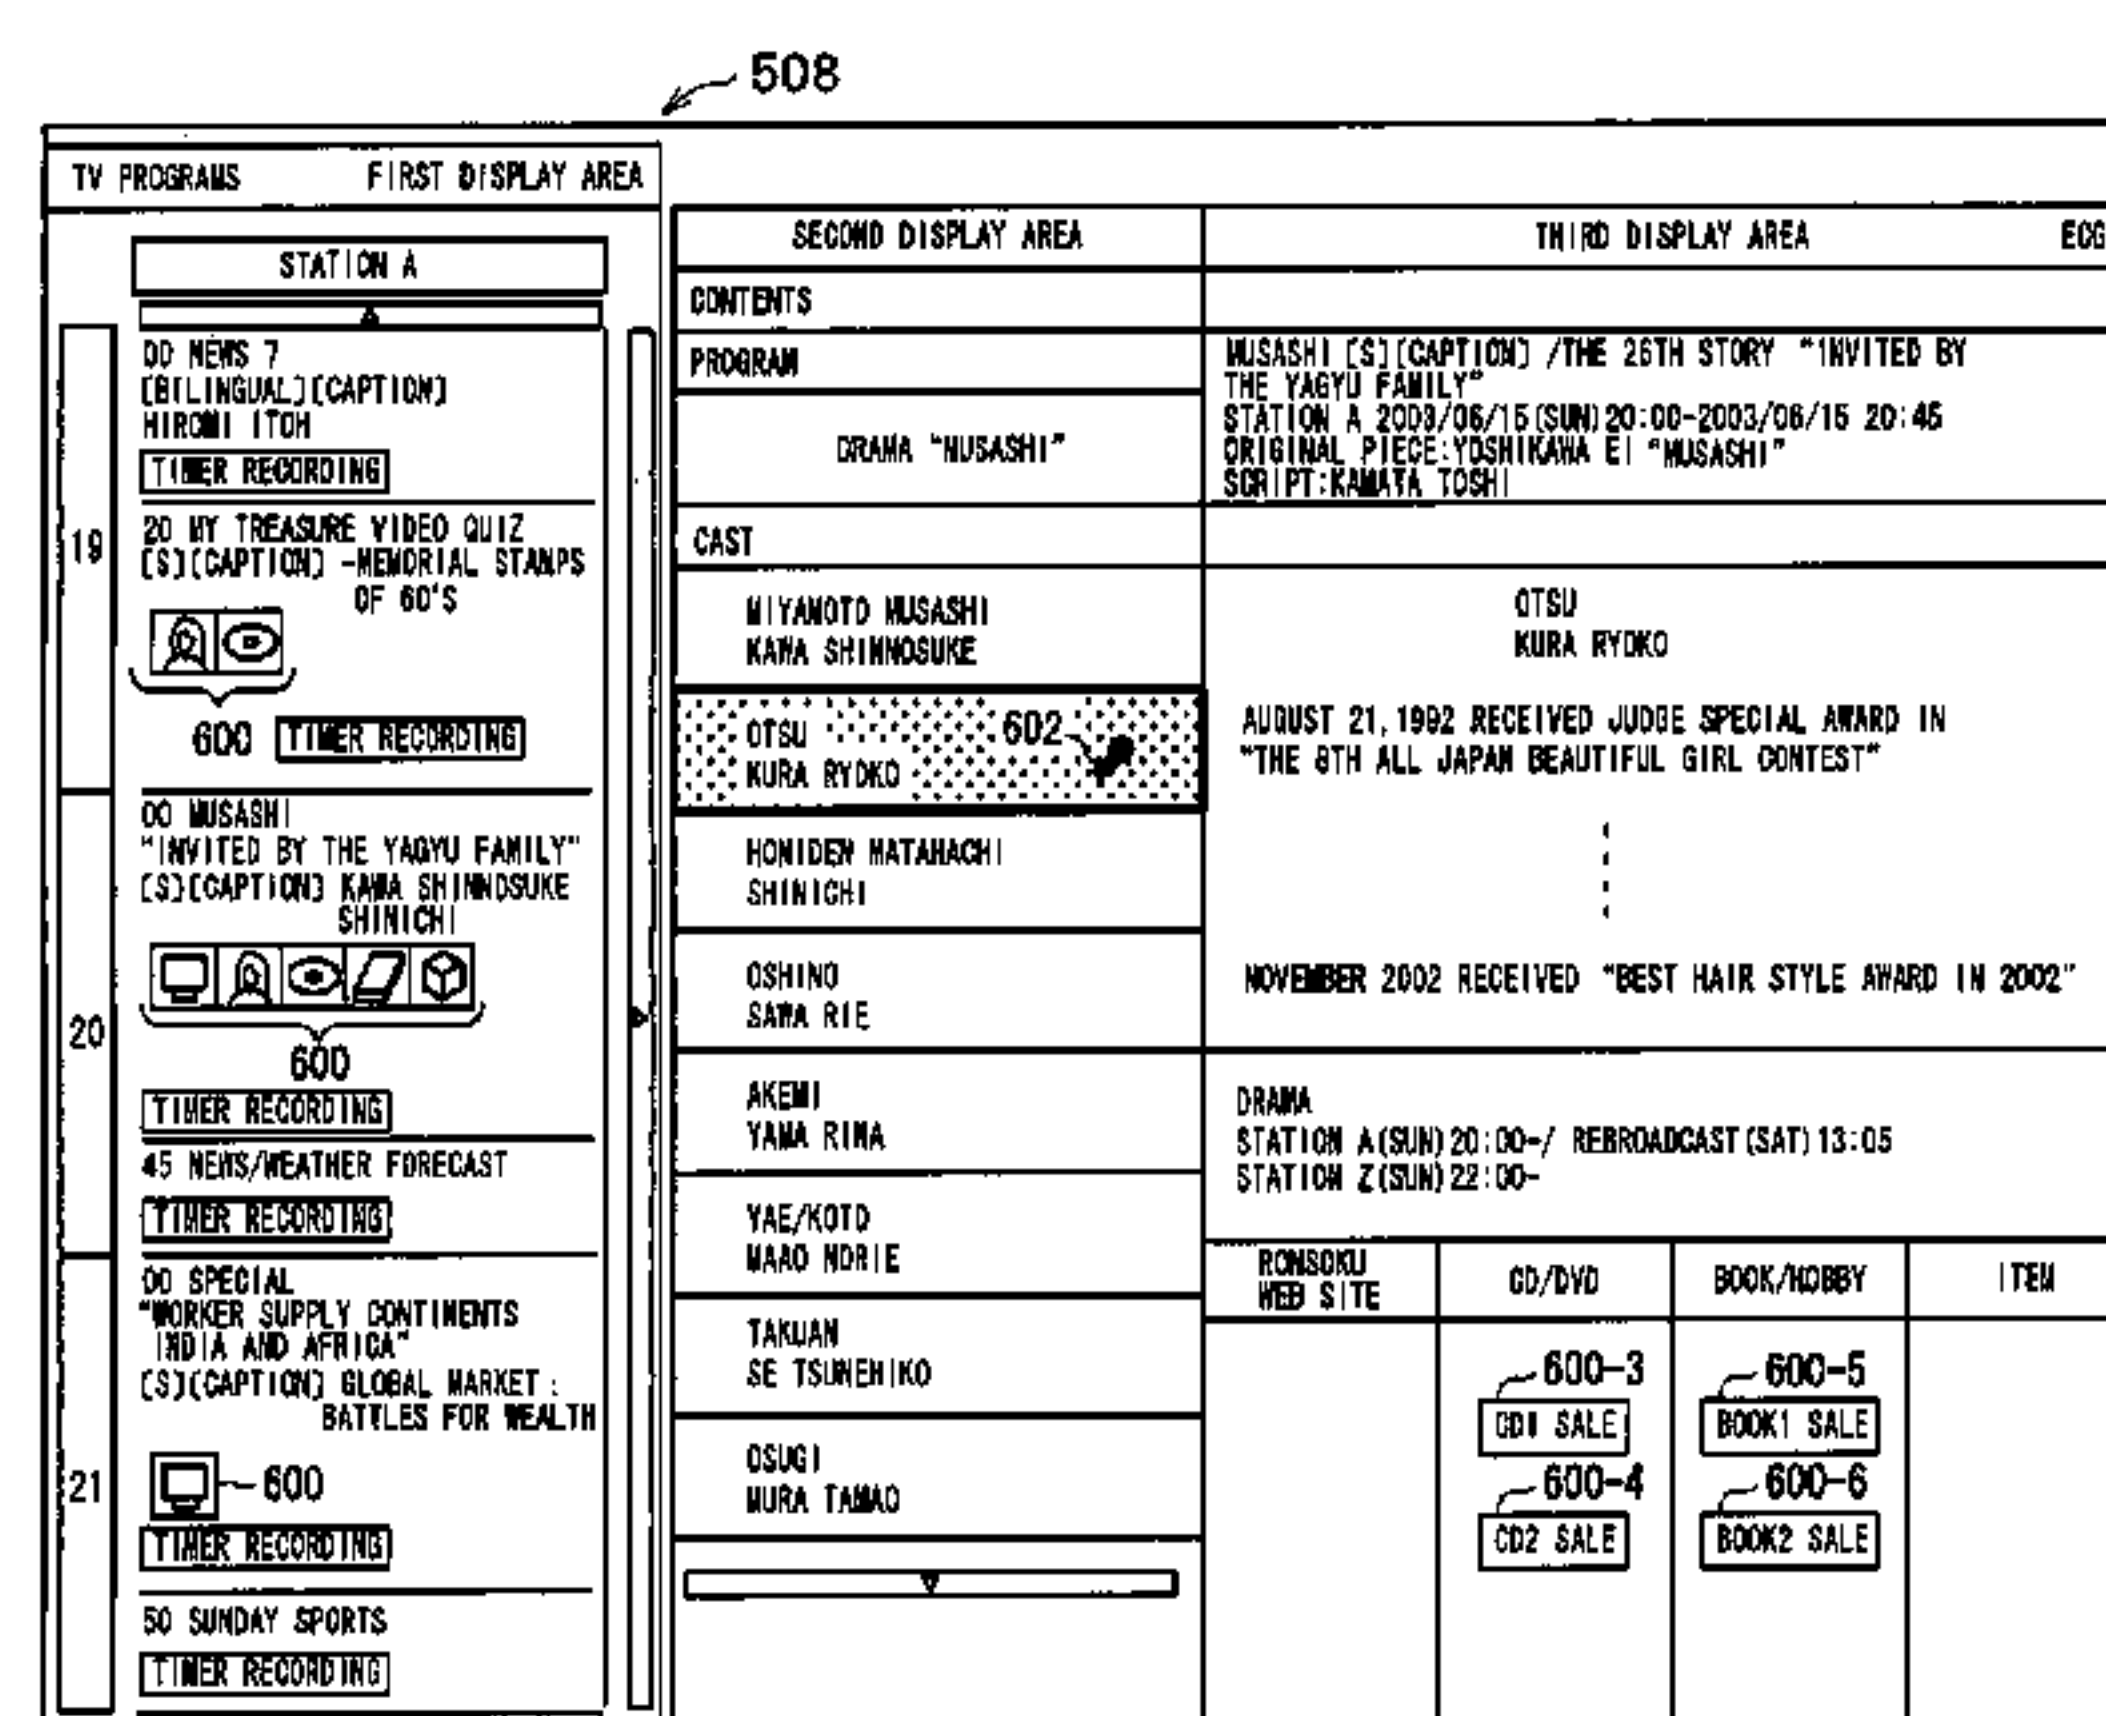 508
TV PROGRAMS FIRST DISPLAY AREA
STATION A
19
00 NEWS 7
[BILINGUAL][CAPTION]
HIROMI ITOH
TIMER RECORDING
20 MY TREASURE VIDEO QUIZ
[S][CAPTION] -MEMORIAL STAMPS
OF 60'S
600 TIMER RECORDING
20
00 MUSASHI
"INVITED BY THE YAGYU FAMILY"
[S][CAPTION] KAWA SHINNOSUKE
SHINICHI
600
TIMER RECORDING
45 NEWS/WEATHER FORECAST
TIMER RECORDING
21
00 SPECIAL
"WORKER SUPPLY CONTINENTS
INDIA AND AFRICA"
[S][CAPTION] GLOBAL MARKET:
BATTLES FOR WEALTH
600
TIMER RECORDING
50 SUNDAY SPORTS
TIMER RECORDING
SECOND DISPLAY AREA
CONTENTS
PROGRAM
DRAMA "MUSASHI"
CAST
MIYAMOTO MUSASHI
KAWA SHINNOSUKE
OTSU
KURA RYOKO
602
HONIDEN MATAHACHI
SHINICHI
OSHINO
SAWA RIE
AKEMI
YAMA RINA
YAE/KOTO
MAAO NORIE
TAKUAN
SE TSUNEHIKO
OSUGI
MURA TAMAO
THIRD DISPLAY AREA ECG
MUSASHI [S][CAPTION] /THE 26TH STORY "INVITED BY
THE YAGYU FAMILY"
STATION A 2003/06/15(SUN)20:00-2003/06/15 20:45
ORIGINAL PIECE:YOSHIKAWA EI "MUSASHI"
SCRIPT:KAMATA TOSHI
OTSU
KURA RYOKO
AUGUST 21,1992 RECEIVED JUDGE SPECIAL AWARD IN
"THE 8TH ALL JAPAN BEAUTIFUL GIRL CONTEST"
NOVEMBER 2002 RECEIVED "BEST HAIR STYLE AWARD IN 2002"
DRAMA
STATION A(SUN)20:00-/ REBROADCAST(SAT)13:05
STATION Z(SUN)22:00-
RONSOKU
WEB SITE
CD/DVD
600-3
CD1 SALE
600-4
CD2 SALE
BOOK/HOBBY
600-5
BOOK1 SALE
600-6
BOOK2 SALE
ITEM